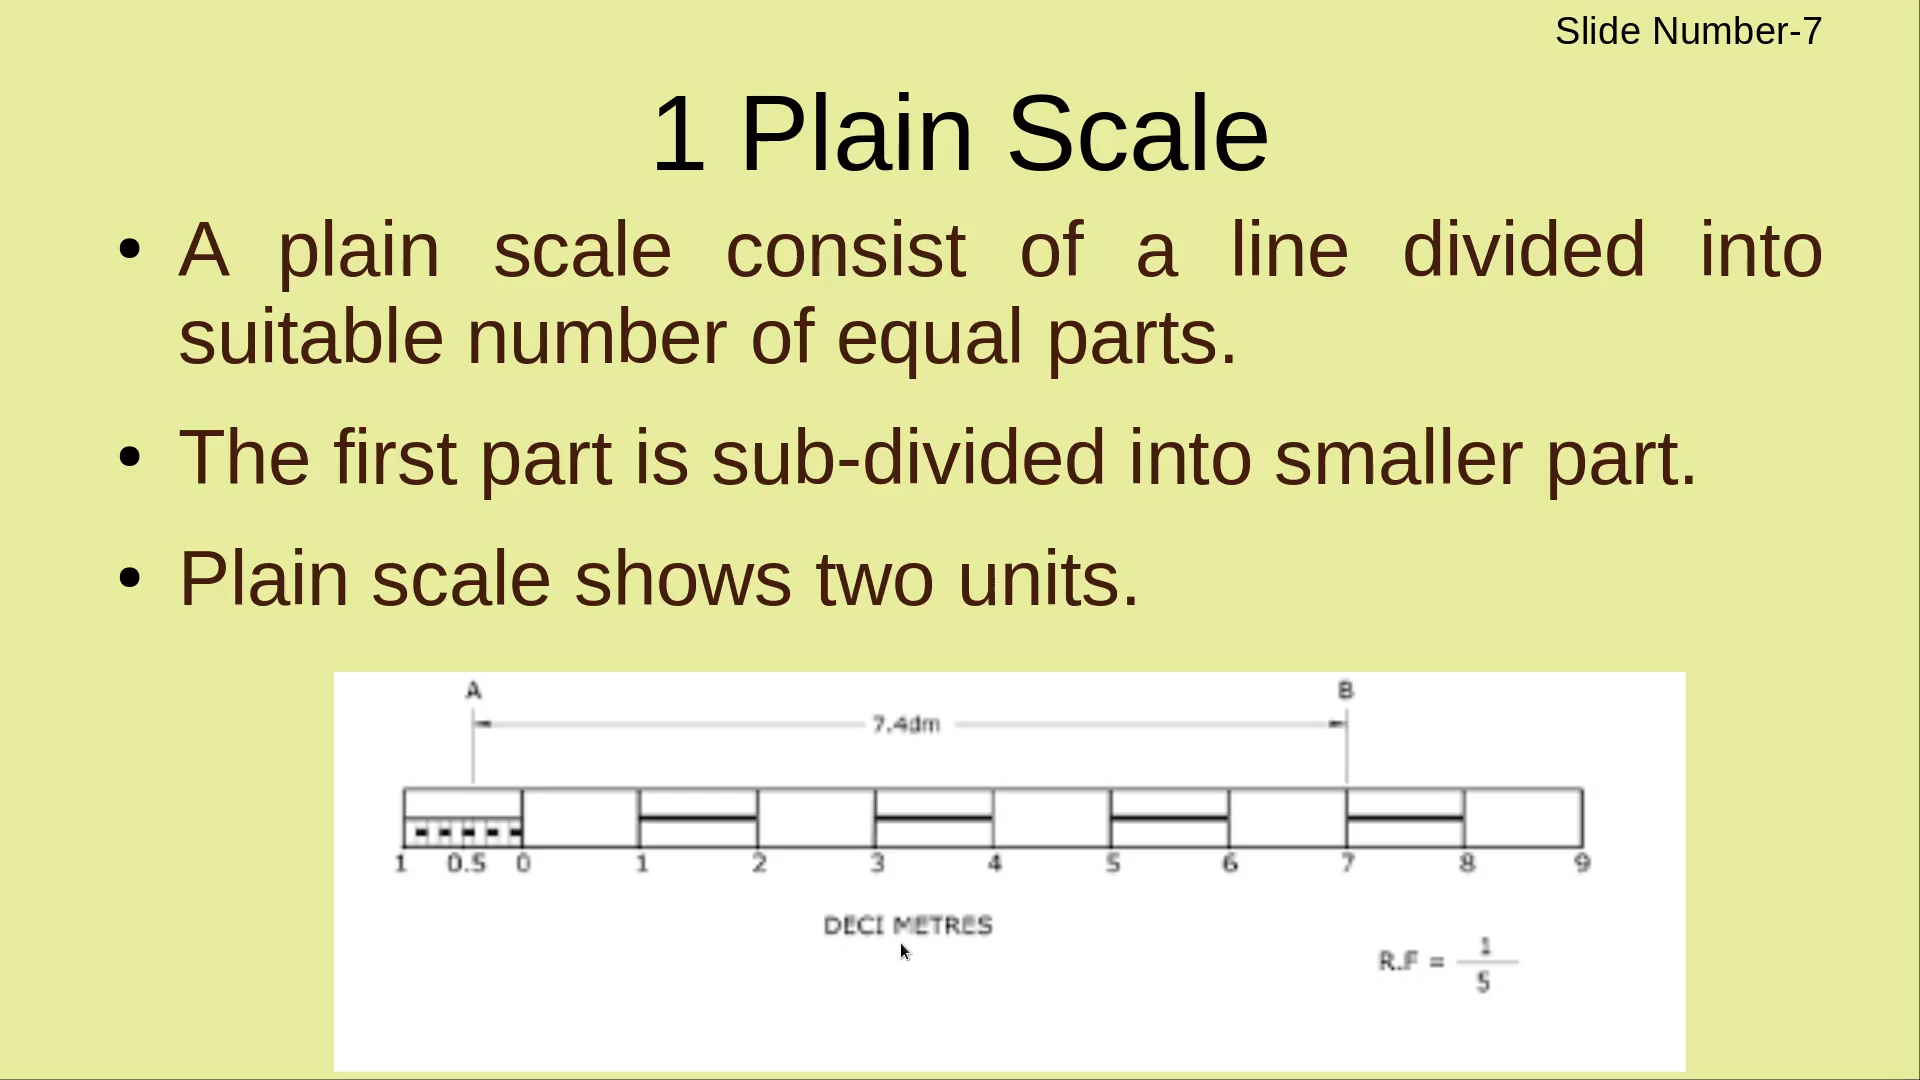 Slide Number-7
1 Plain Scale
• A plain scale consist of a line divided into
suitable number of equal parts.
• The first part is sub-divided into smaller part.
• Plain scale shows two units.
A B
7.4dm
1 0.5 0 1 2 3 4 5 6 7 8 9
DECI METRES
R.F = 1/5